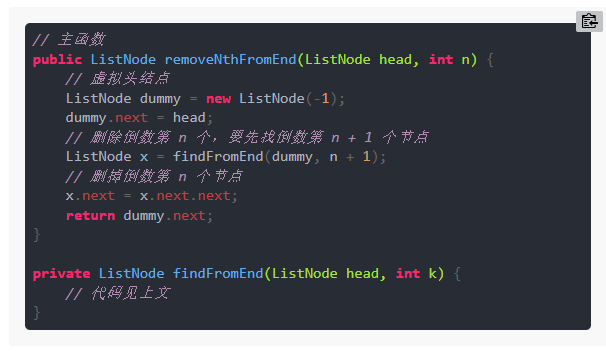 // 主函数
public ListNode removeNthFromEnd(ListNode head, int n) {
    // 虚拟头结点
    ListNode dummy = new ListNode(-1);
    dummy.next = head;
    // 删除倒数第 n 个，要先找倒数第 n + 1 个节点
    ListNode x = findFromEnd(dummy, n + 1);
    // 删掉倒数第 n 个节点
    x.next = x.next.next;
    return dummy.next;
}

private ListNode findFromEnd(ListNode head, int k) {
    // 代码见上文
}